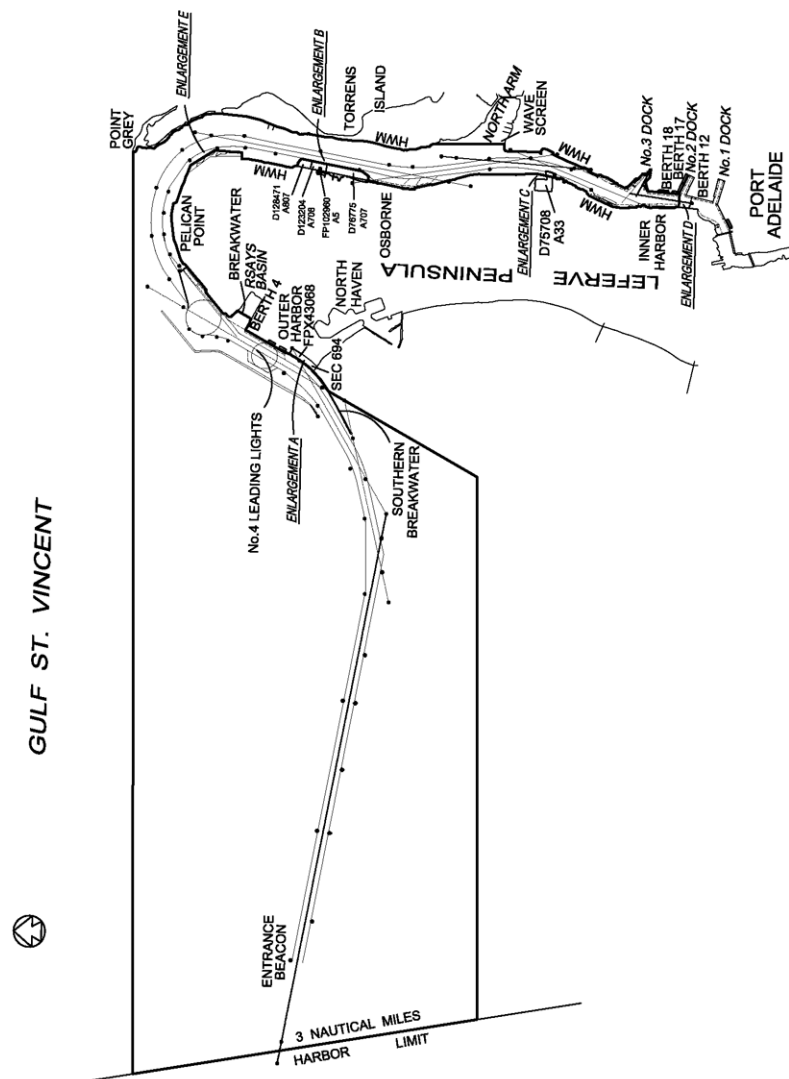 GULF ST. VINCENT
POINT GREY
ENLARGEMENT E
ENLARGEMENT B
TORRENS
ISLAND
PELICAN
POINT
HWM
HWM
D128471
A807
D123204
A708
FP102960
A5
D76775
A707
OSBORNE
NORTH ARM
WAVE
SCREEN
BREAKWATER
RSAYS
BASIN
BERTH 4
OUTER
HARBOR
FPX43068
SEC 694
NORTH
HAVEN
LEFERVE PENINSULA
ENLARGEMENT C
D75708
A33
HWM
HWM
No.3 DOCK
BERTH 18
BERTH 17
No.2 DOCK
BERTH 12
No.1 DOCK
INNER
HARBOR
ENLARGEMENT D
PORT
ADELAIDE
No.4 LEADING LIGHTS
ENLARGEMENT A
SOUTHERN
BREAKWATER
ENTRANCE
BEACON
3 NAUTICAL MILES
HARBOR LIMIT